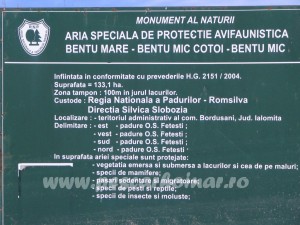 MONUMENT AL NATURII
ARIA SPECIALA DE PROTECTIE AVIFAUNISTICA
BENTU MARE - BENTU MIC COTOI - BENTU MIC
Infiintata in conformitate cu prevederile H.G. 2151 / 2004.
Suprafata = 133,1 ha.
Zona tampon : 100m in jurul lacurilor.
Custode : Regia Nationala a Padurilor - Romsilva
Directia Silvica Slobozia
Localizare : - teritoriul administrativ al com. Bordusani, Jud. Ialomita
Delimitare : - est - padure O.S. Fetesti ;
- vest - padure O.S. Fetesti ;
- sud - padure O.S. Fetesti ;
- nord - padure O.S. Fetesti ;
In suprafata ariei speciale sunt protejate:
- vegetatia emersa si submersa a lacurilor si cea de pe maluri;
- specii de mamifere;
- pasari sedentare si migratoare;
- specii de pesti si reptile;
- specii de insecte si moluste;